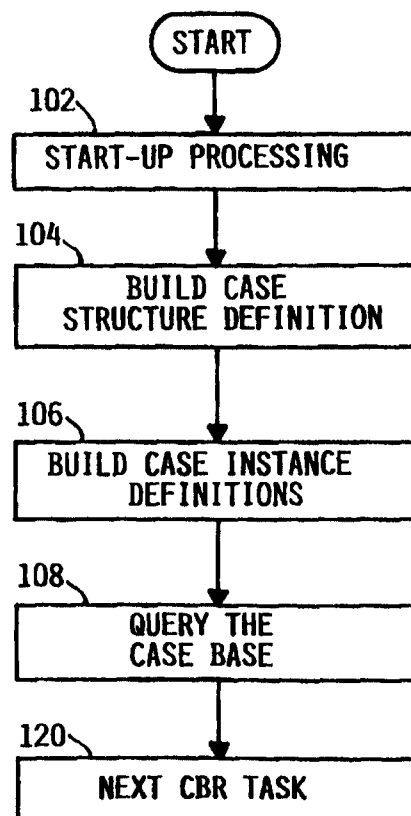 START
102
START-UP PROCESSING
104
BUILD CASE
STRUCTURE DEFINITION
106
BUILD CASE INSTANCE
DEFINITIONS
108
QUERY THE
CASE BASE
120
NEXT CBR TASK